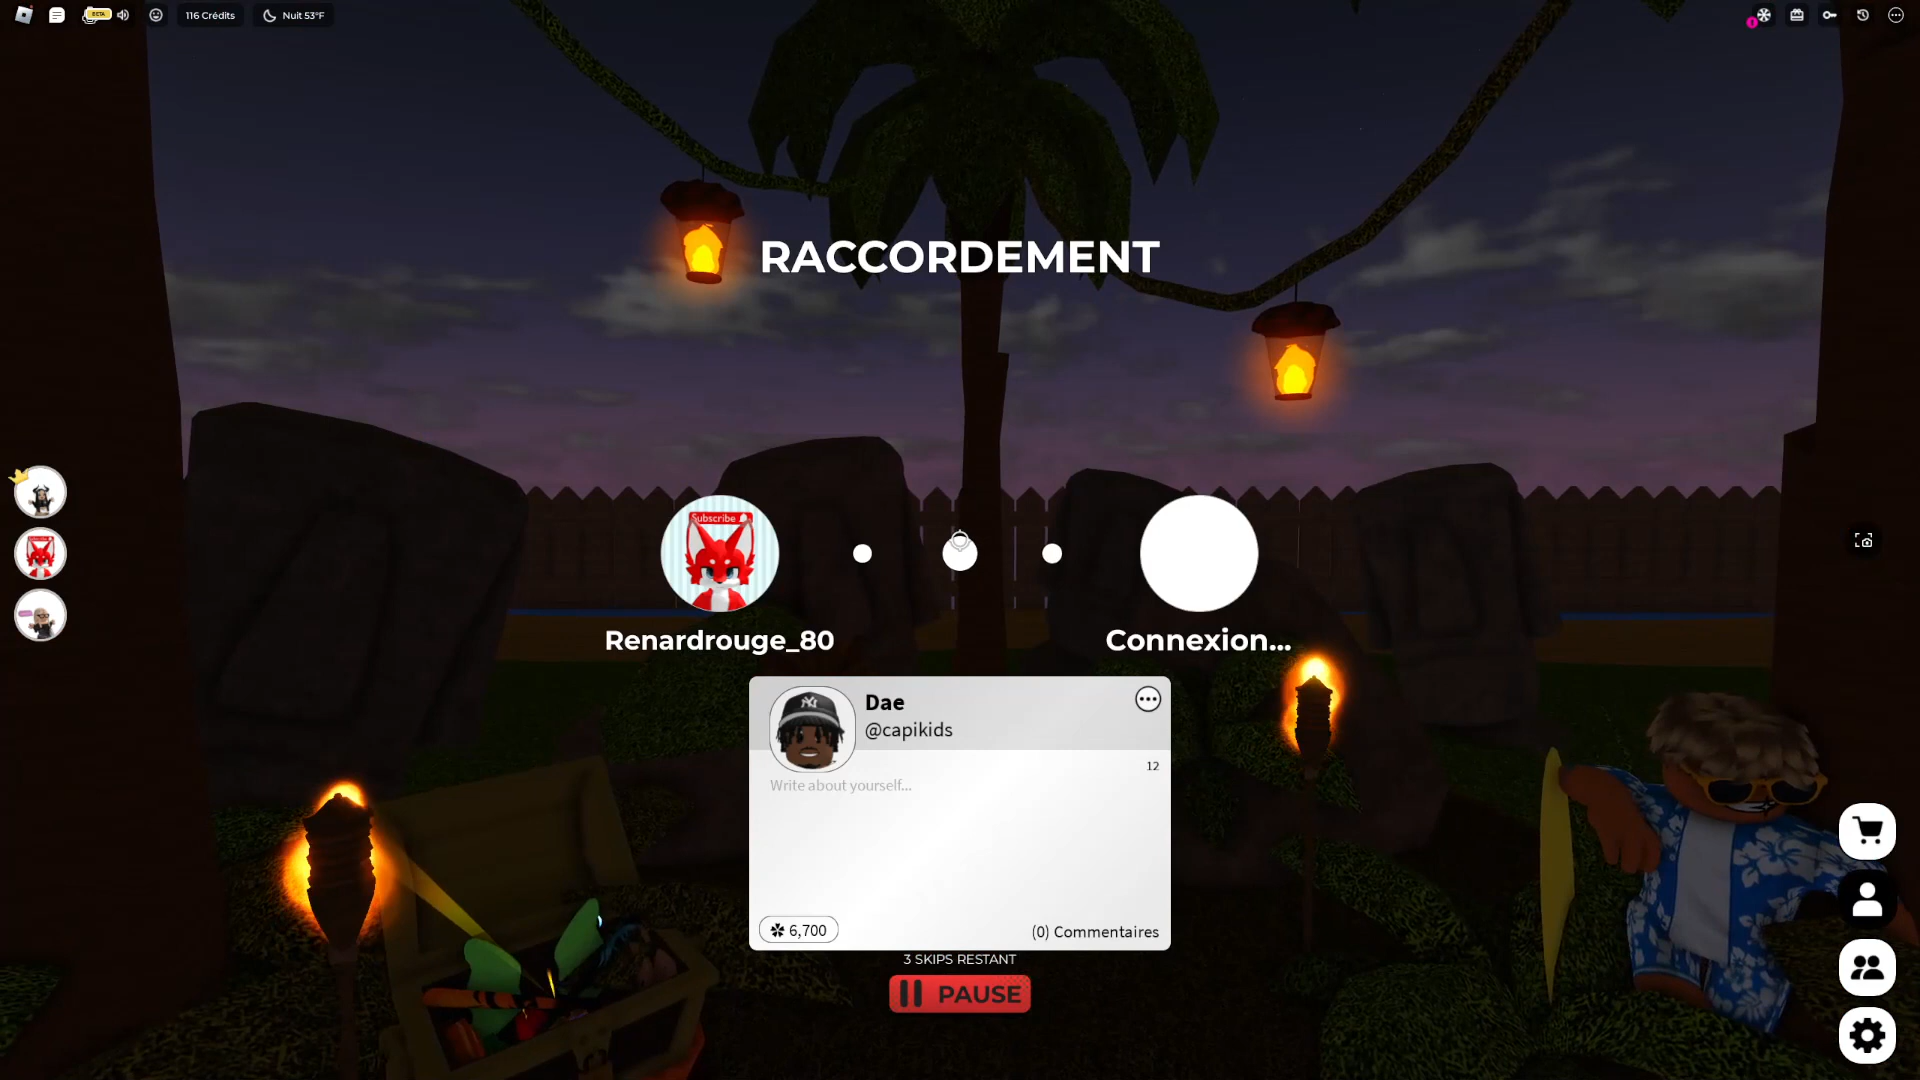 BETA
116 Crédits
Nuit 53°F
RACCORDEMENT
Subscribe
Renardrouge_80
Connexion...
Dae
@capikids
12
Write about yourself...
6,700
(0) Commentaires
3 SKIPS RESTANT
PAUSE